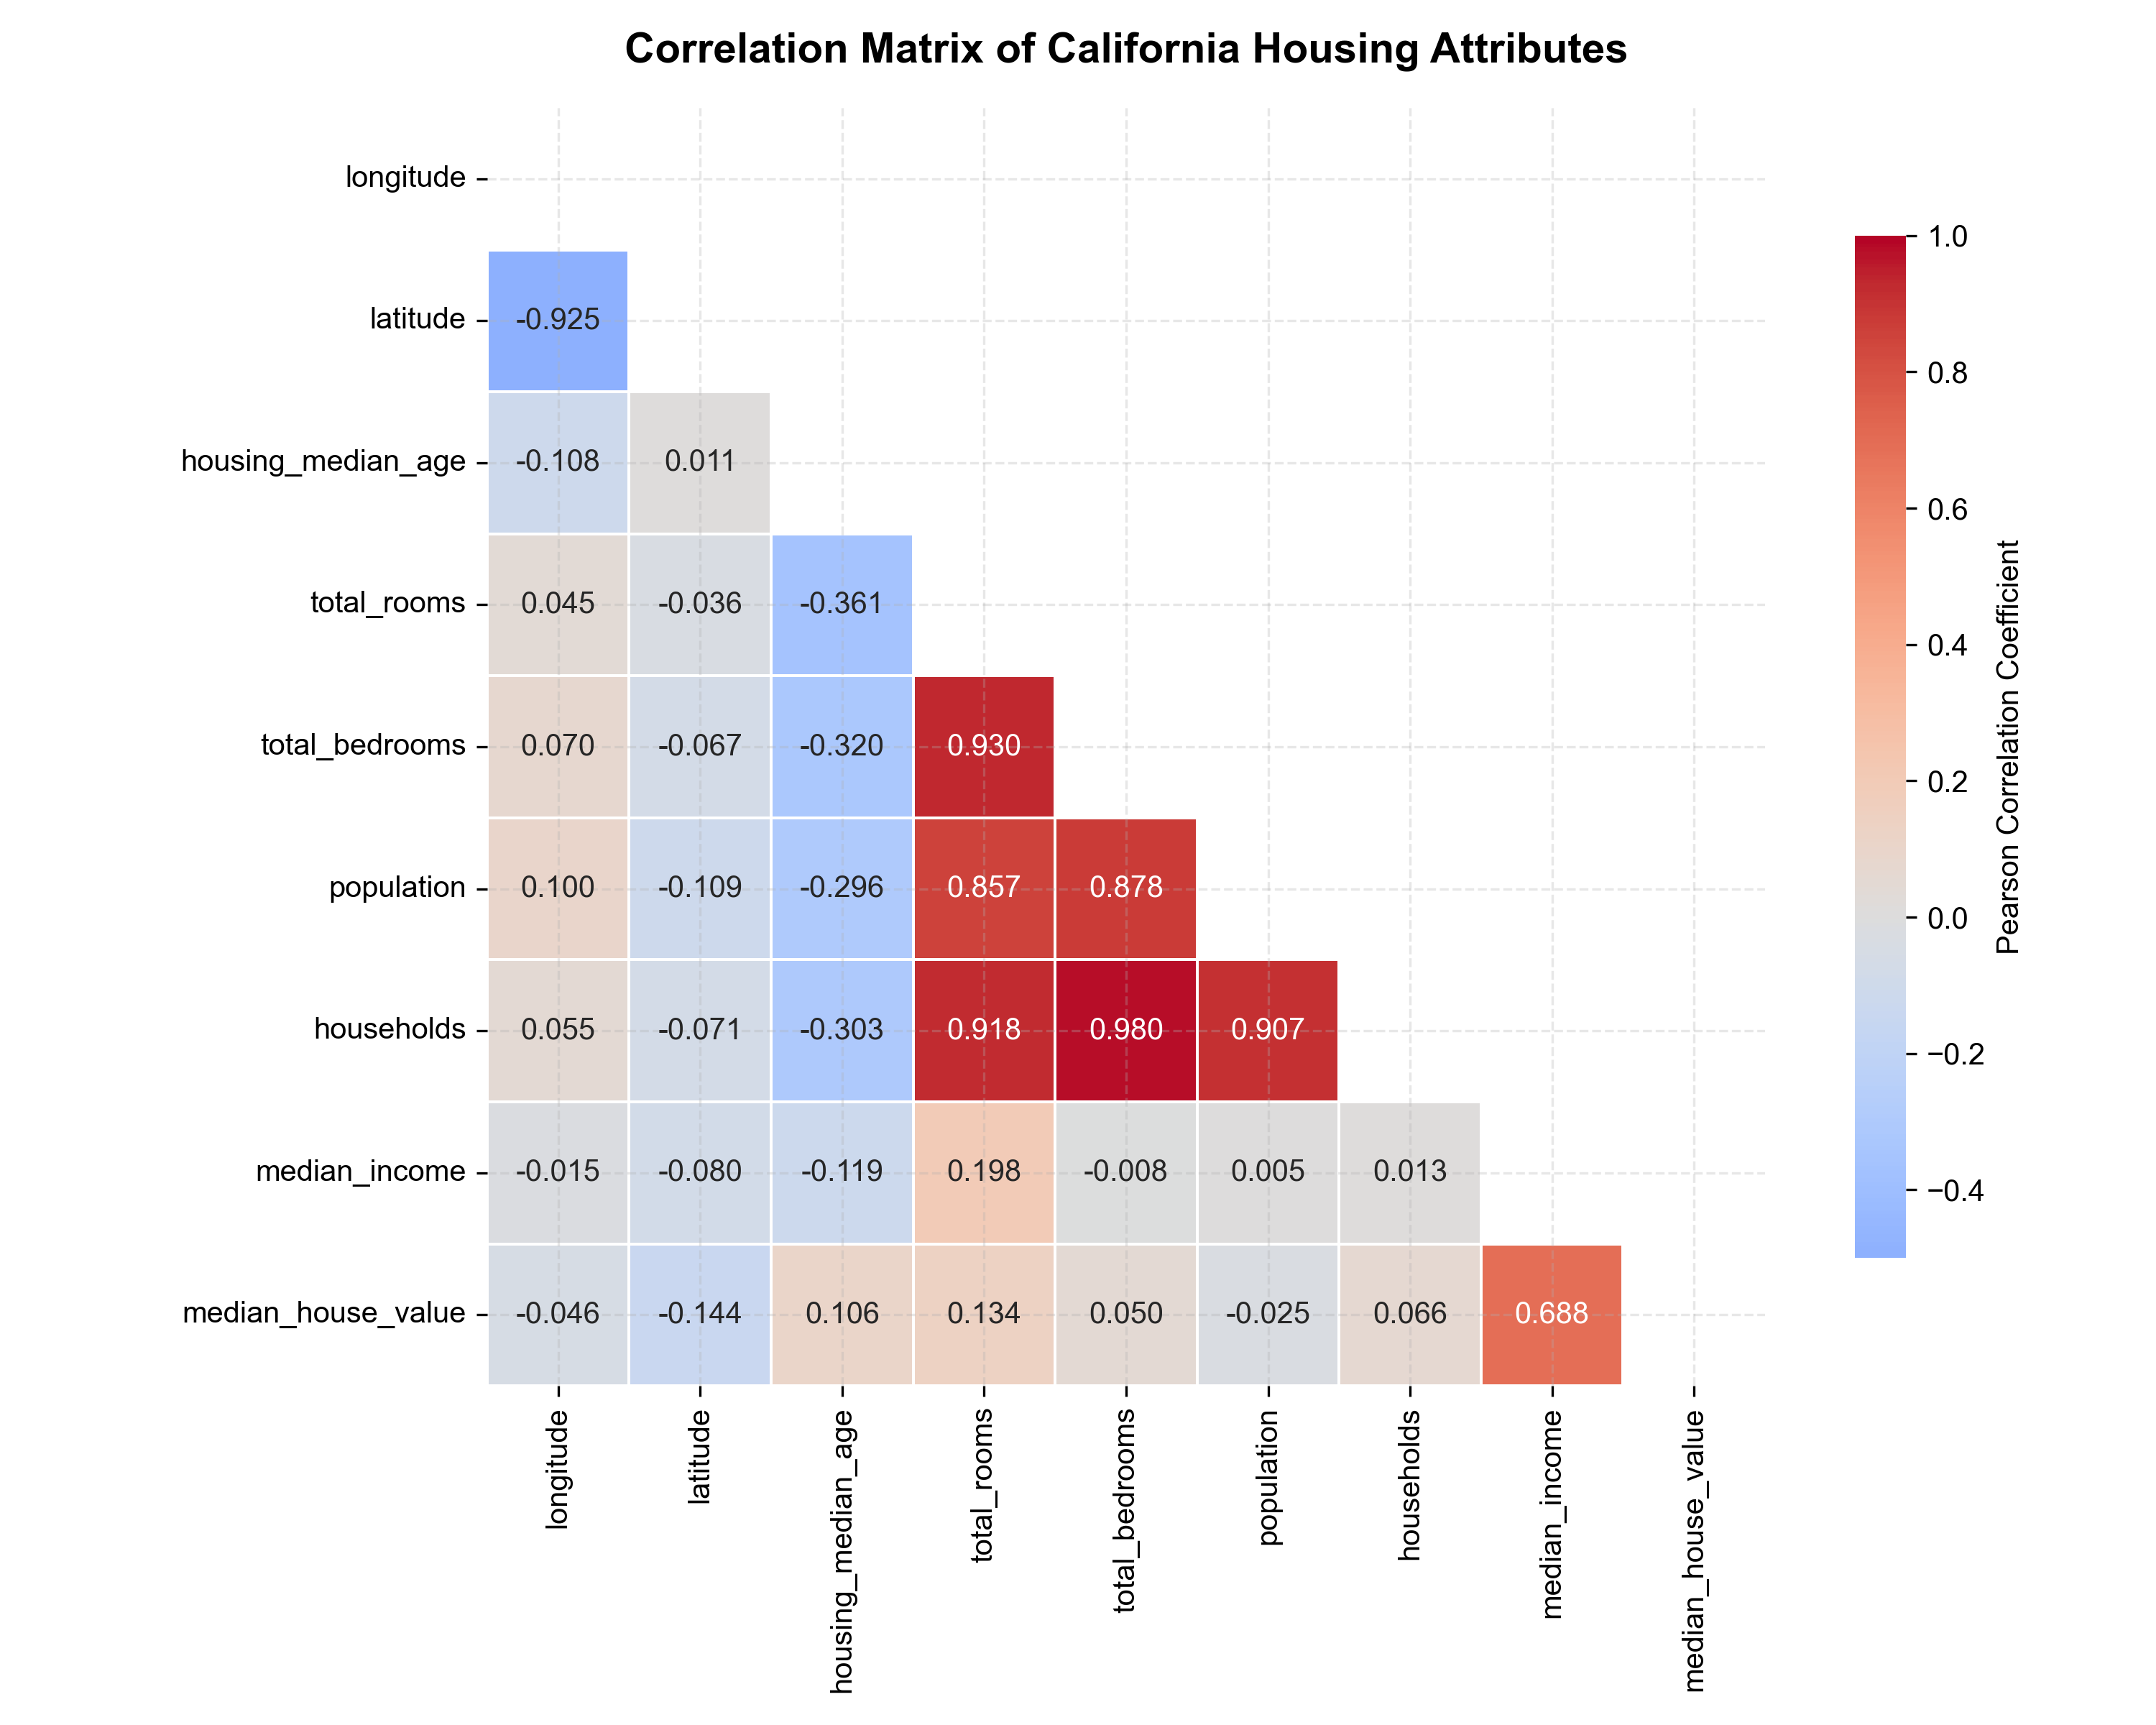 Correlation Matrix of California Housing Attributes
longitude
latitude
-0.925
housing_median_age
-0.108 0.011
total_rooms
0.045 -0.036 -0.361
total_bedrooms
0.070 -0.067 -0.320 0.930
population
0.100 -0.109 -0.296 0.857 0.878
households
0.055 -0.071 -0.303 0.918 0.980 0.907
median_income
-0.015 -0.080 -0.119 0.198 -0.008 0.005 0.013
median_house_value
-0.046 -0.144 0.106 0.134 0.050 -0.025 0.066 0.688
longitude
latitude
housing_median_age
total_rooms
total_bedrooms
population
households
median_income
median_house_value
1.0
0.8
0.6
0.4
0.2
0.0
−0.2
−0.4
Pearson Correlation Coefficient